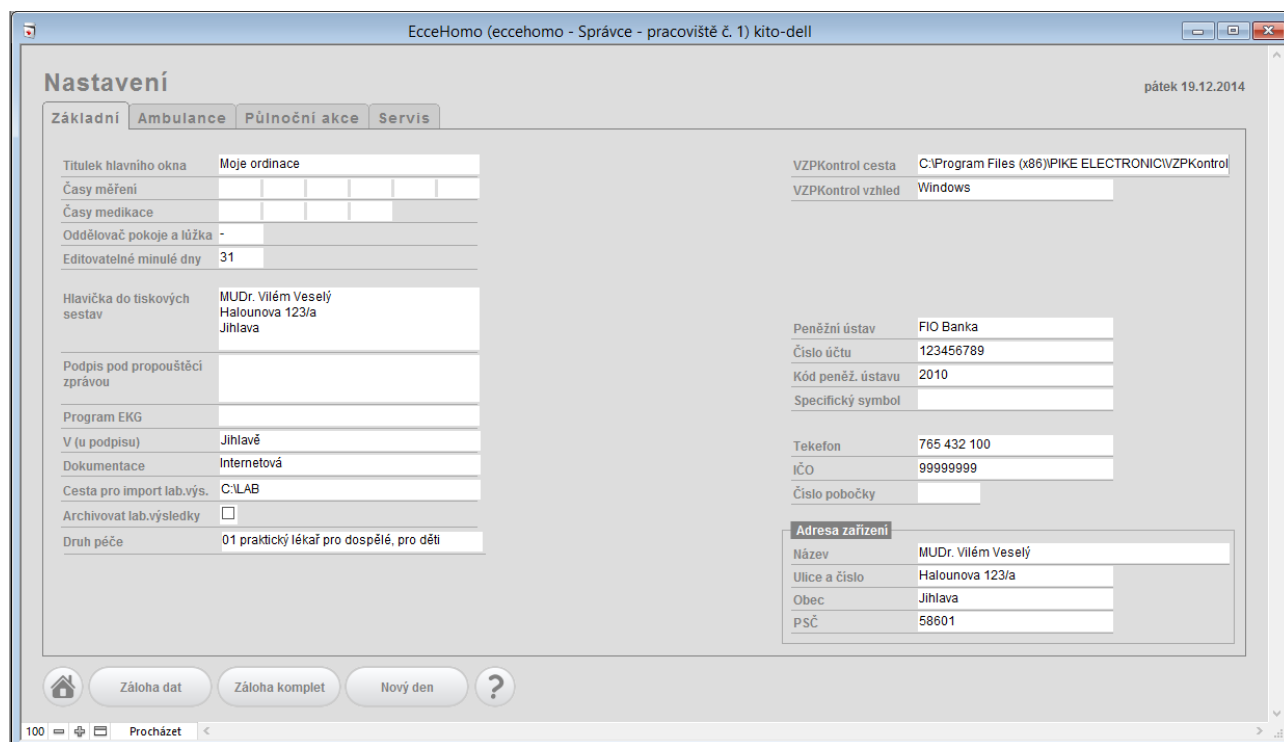 EcceHomo (eccehomo - Správce - pracoviště č. 1) kito-dell
Nastavení
pátek 19.12.2014
Základní Ambulance Půlnoční akce Servis
Titulek hlavního okna Moje ordinace
Časy měření
Časy medikace
Oddělovač pokoje a lúžka -
Editovatelné minulé dny 31
Hlavička do tiskových
sestav
MUDr. Vilém Veselý
Halounova 123/a
Jihlava
Podpis pod propouštěcí
zprávou
Program EKG
V (u podpisu) Jihlavě
Dokumentace Internetová
Cesta pro import lab.výs. C:\LAB
Archivovat lab.výsledky
Druh péče 01 praktický lékař pro dospělé, pro děti
VZPKontrol cesta C:\Program Files (x86)\PIKE ELECTRONIC\VZPKontrol
VZPKontrol vzhled Windows
Peněžní ústav FIO Banka
Číslo účtu 123456789
Kód peněž. ústavu 2010
Specifický symbol
Tekefon 765 432 100
IČO 99999999
Číslo pobočky
Adresa zařízení
Název MUDr. Vilém Veselý
Ulice a číslo Halounova 123/a
Obec Jihlava
PSČ 58601
Záloha dat Záloha komplet Nový den ?
100 Procházet